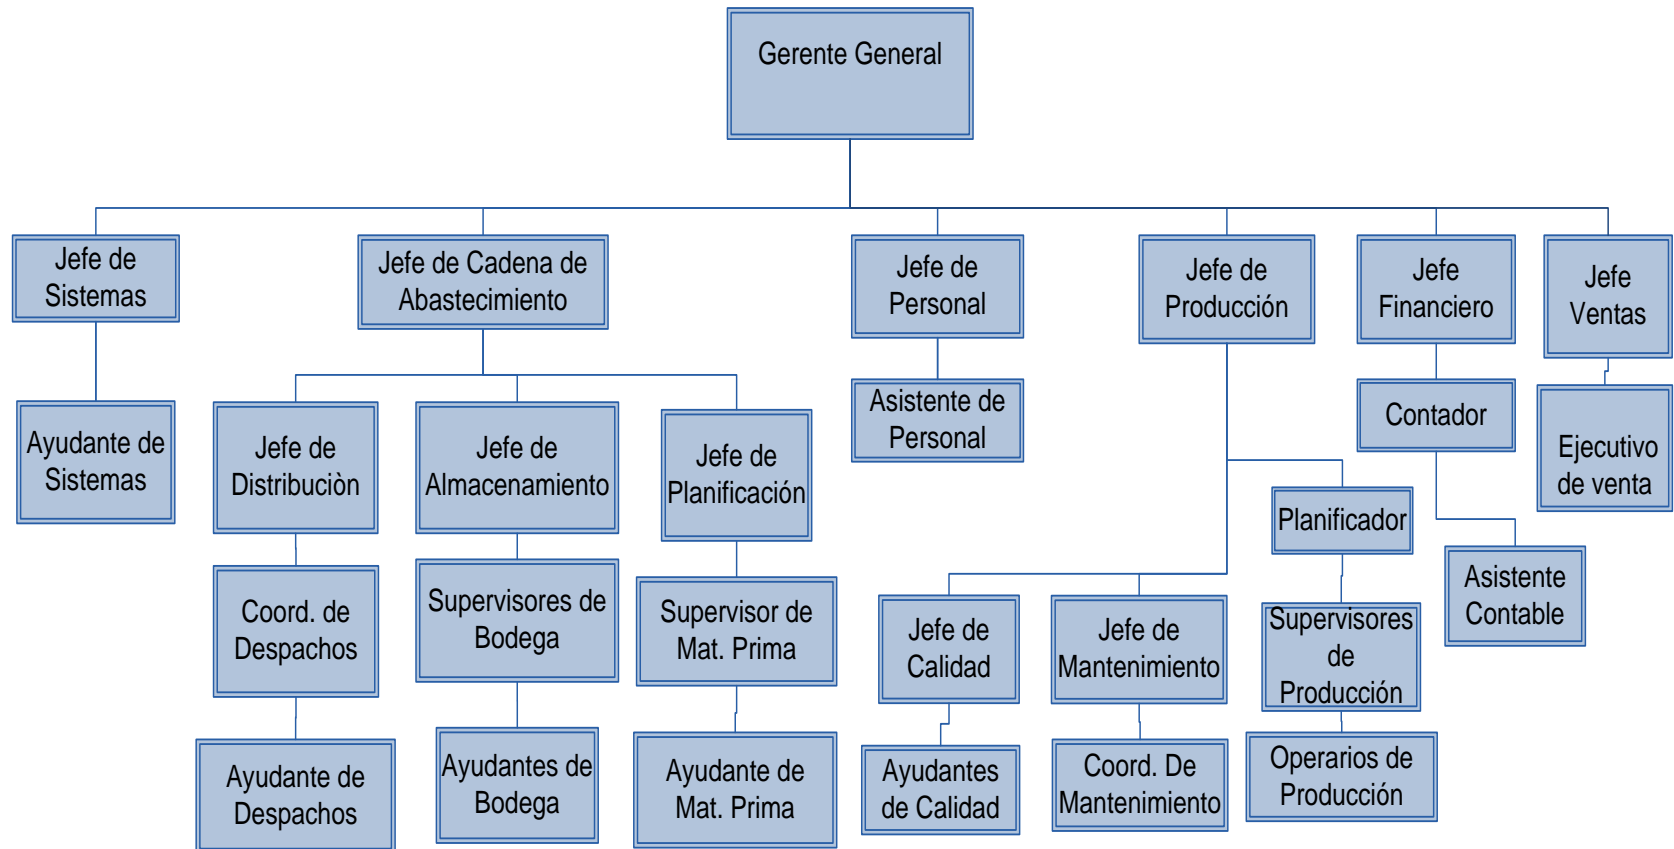 Gerente General
Jefe de
Sistemas
Jefe de Cadena de
Abastecimiento
Jefe de
Personal
Jefe de
Producción
Jefe
Financiero
Jefe
Ventas
Ayudante de
Sistemas
Jefe de
Distribuciòn
Jefe de
Almacenamiento
Jefe de
Planificación
Asistente de
Personal
Contador
Ejecutivo
de venta
Planificador
Coord. de
Despachos
Supervisores de
Bodega
Supervisor de
Mat. Prima
Jefe de
Calidad
Jefe de
Mantenimiento
Supervisores
de
Producción
Asistente
Contable
Ayudante de
Despachos
Ayudantes de
Bodega
Ayudante de
Mat. Prima
Ayudantes
de Calidad
Coord. De
Mantenimiento
Operarios de
Producción